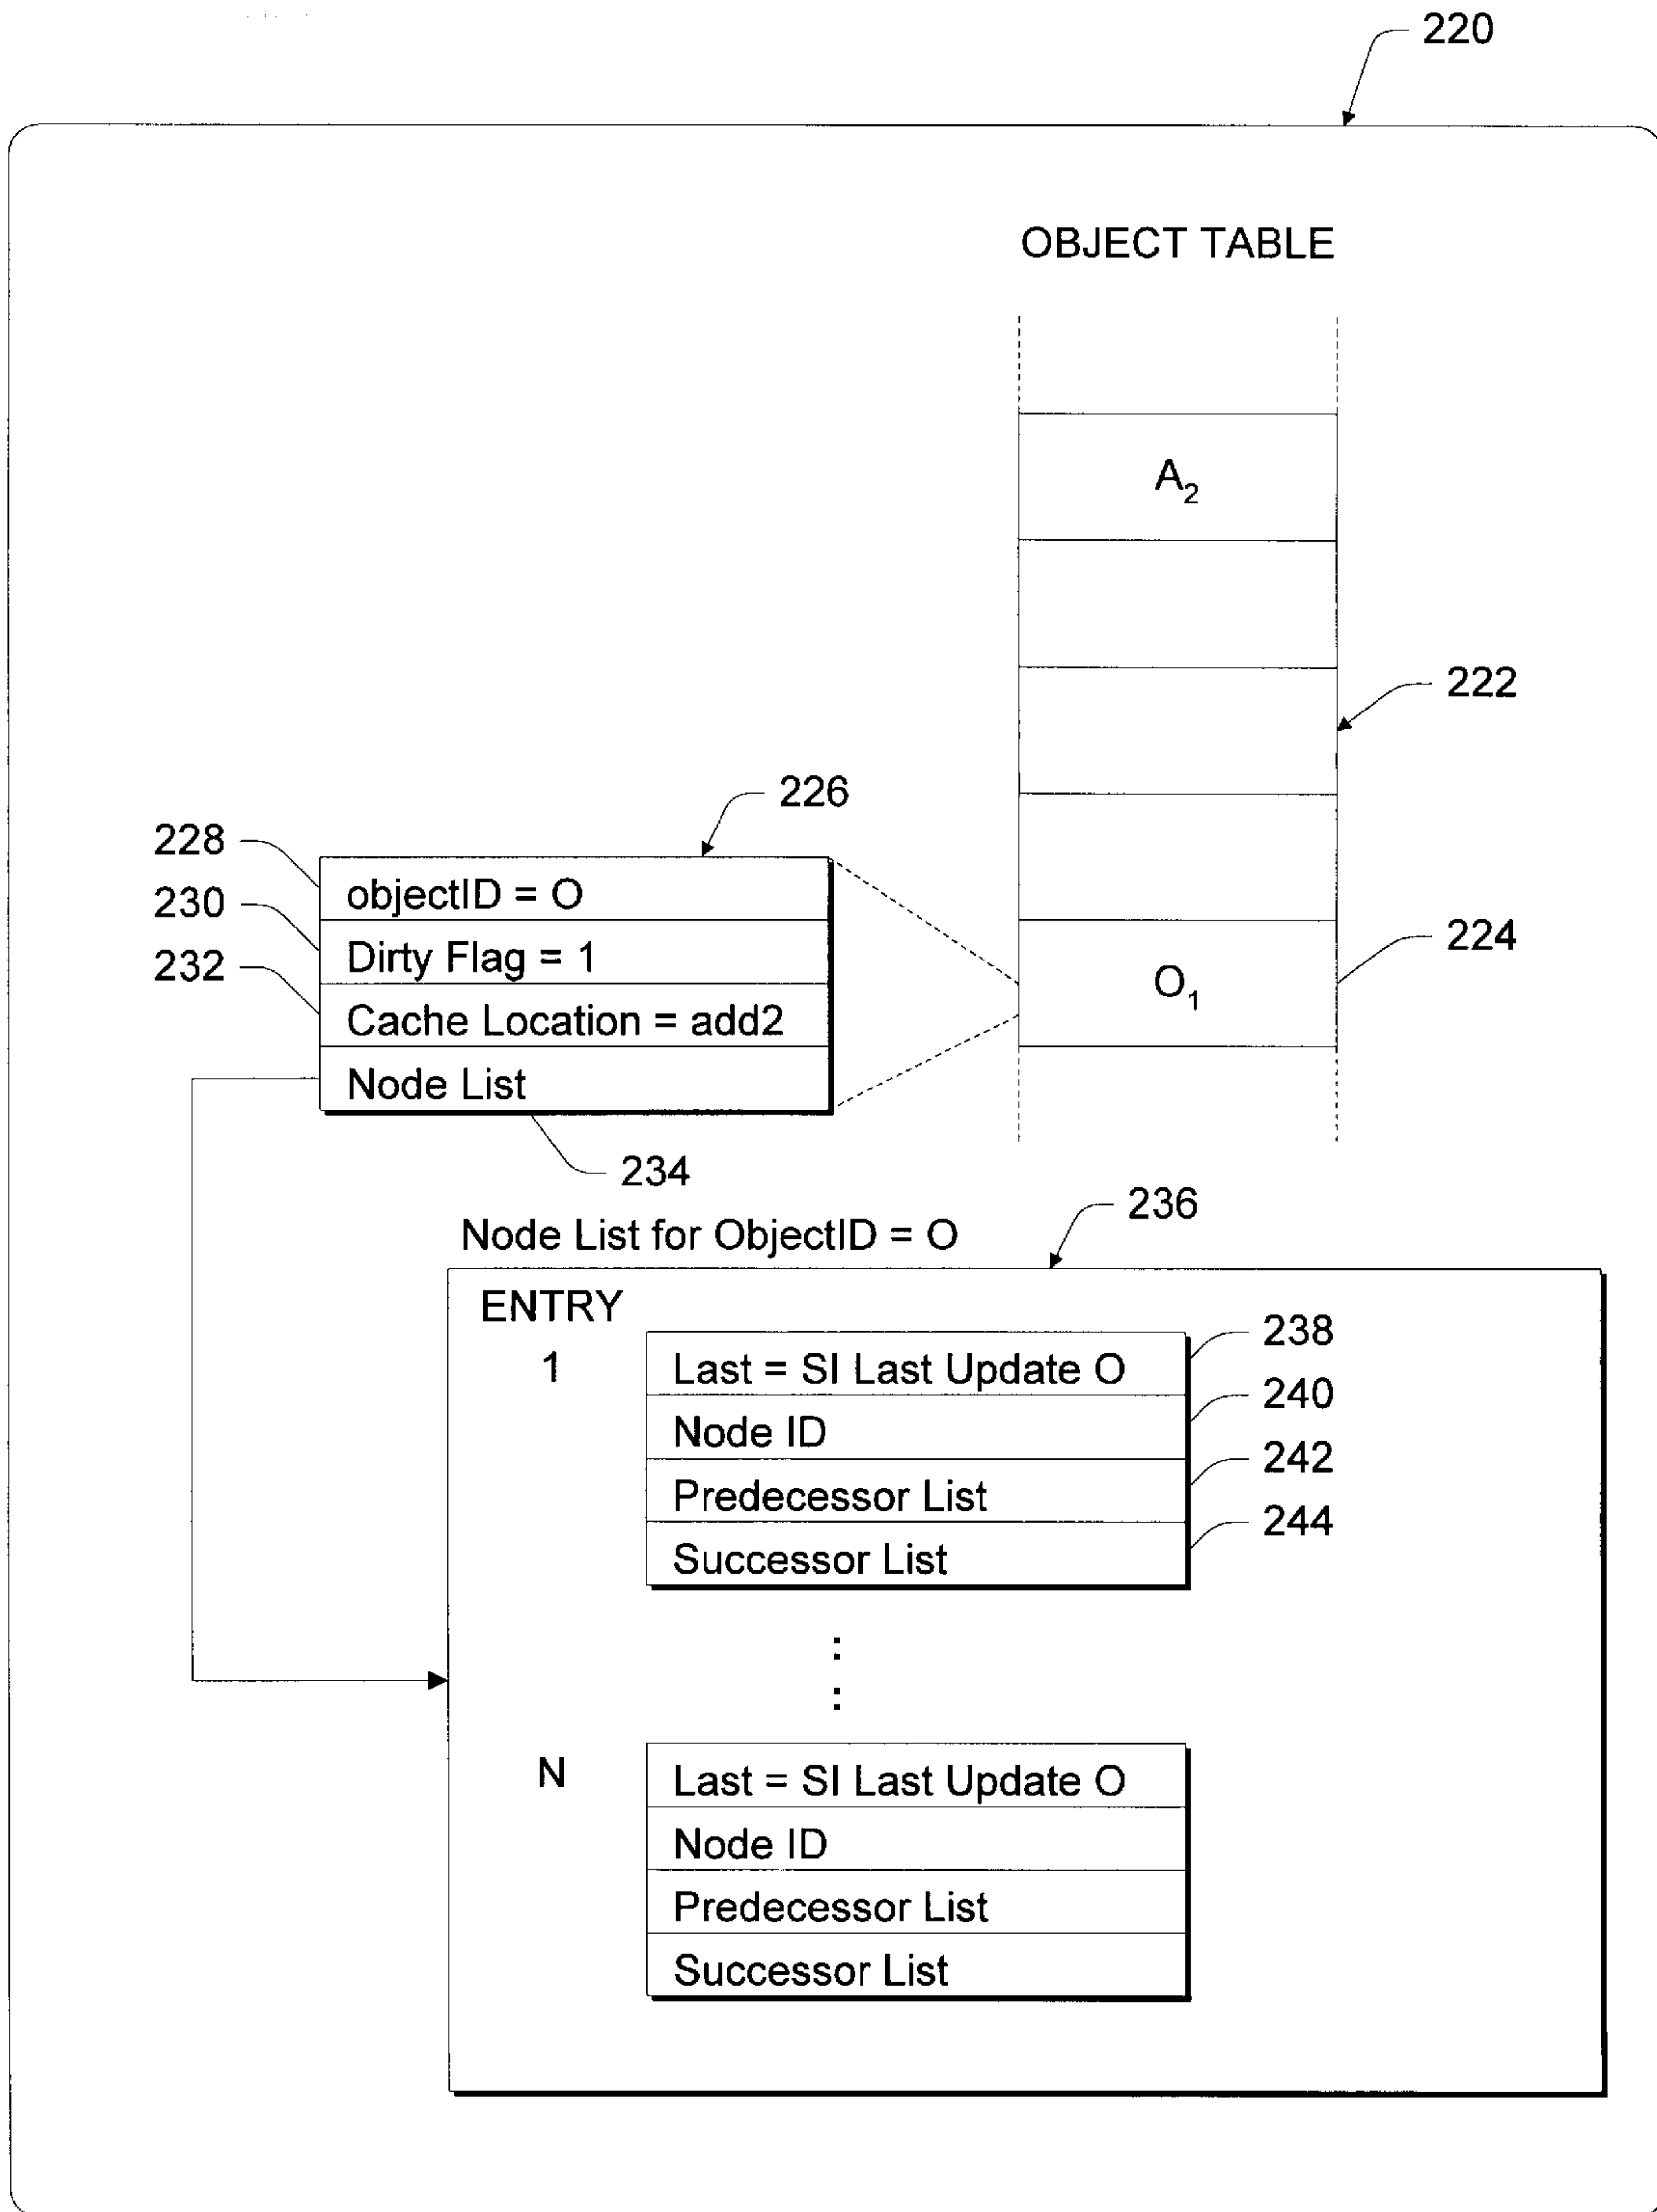 220
OBJECT TABLE
A2
222
226
228
objectID = O
230
Dirty Flag = 1
232
Cache Location = add2
Node List
234
O1
224
Node List for ObjectID = O
236
ENTRY
1
Last = SI Last Update O
238
Node ID
240
Predecessor List
242
Successor List
244
N
Last = SI Last Update O
Node ID
Predecessor List
Successor List